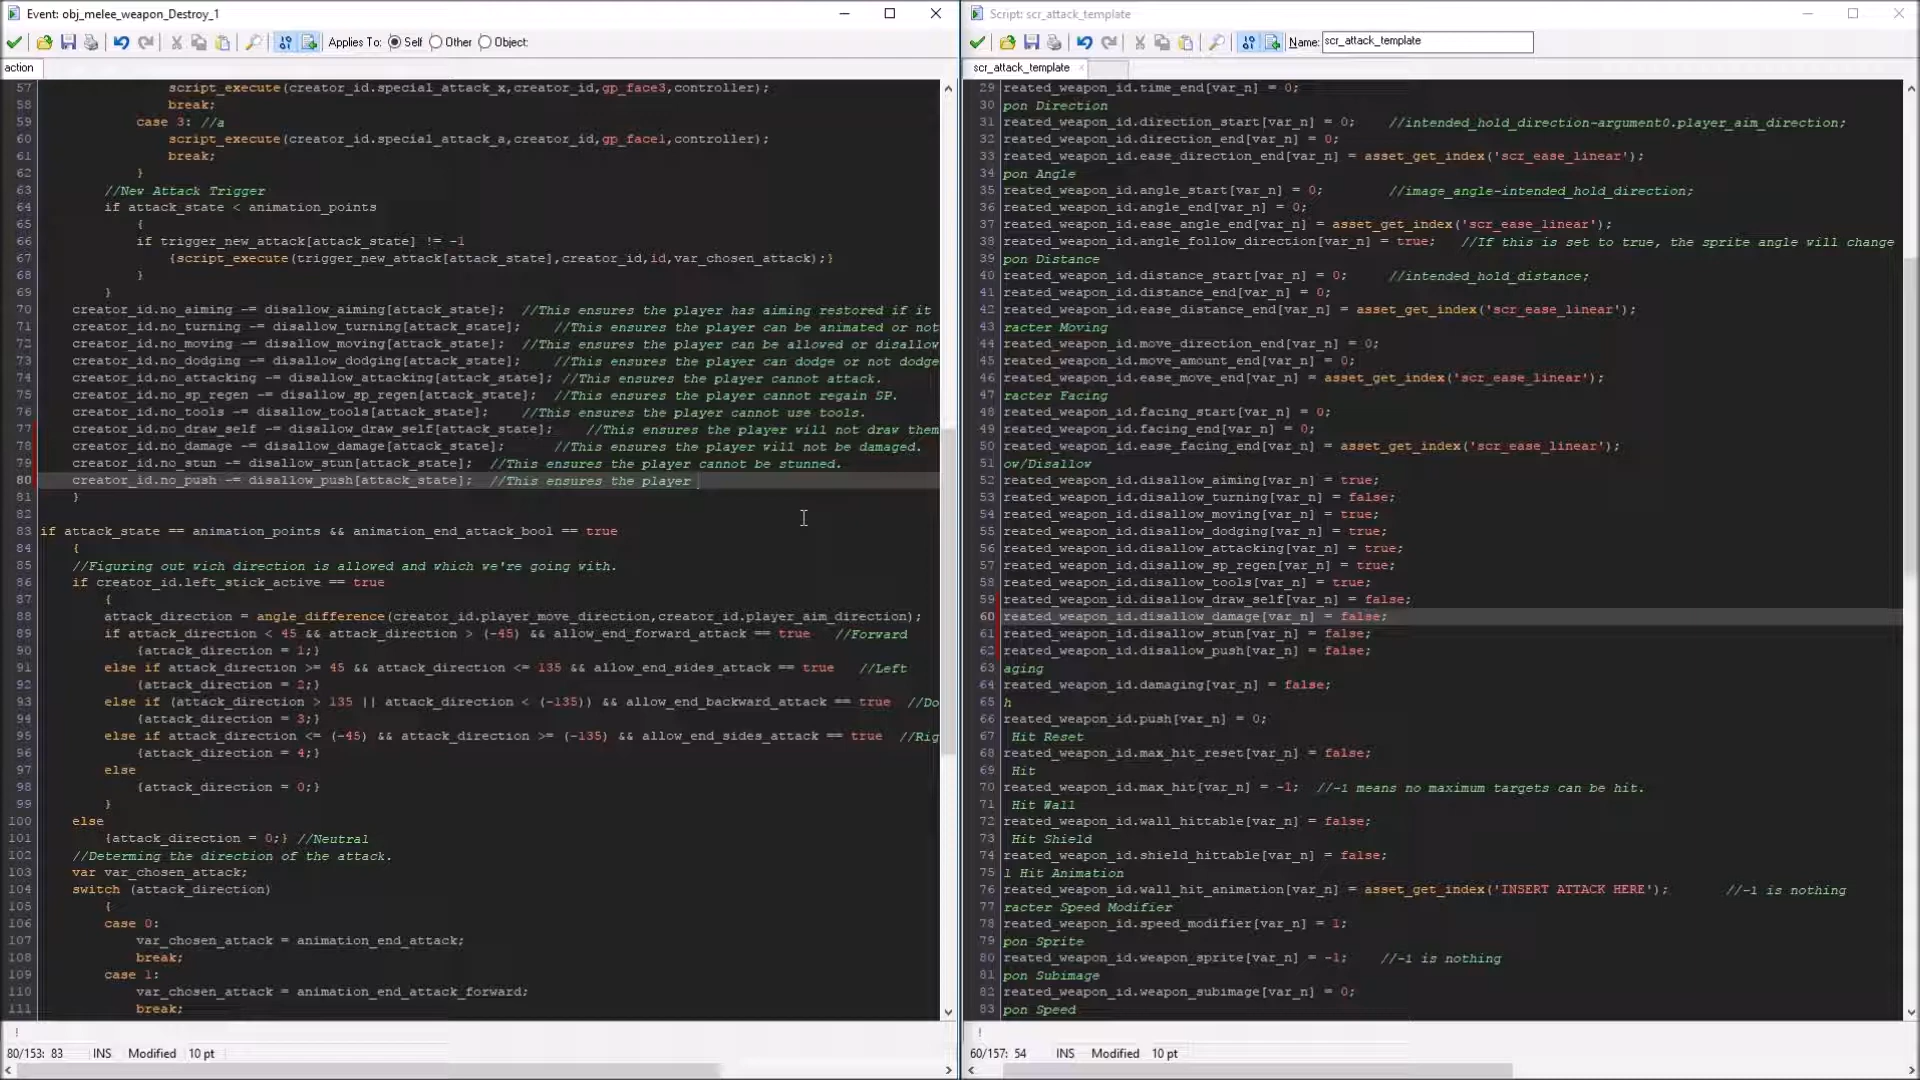 Event: obj_melee_weapon_Destroy_1
Applies To: Self Other Object:
action
57 script_execute(creator_id.special_attack_x,creator_id,gp_face3,controller);
58 break;
59 case 3: //a
60 script_execute(creator_id.special_attack_a,creator_id,gp_face1,controller);
61 break;
62 }
63 //New Attack Trigger
64 if attack_state < animation_points
65 {
66 if trigger_new_attack[attack_state] != -1
67 {script_execute(trigger_new_attack[attack_state],creator_id,id,var_chosen_attack);}
68 }
69 }
70 creator_id.no_aiming -= disallow_aiming[attack_state]; //This ensures the player has aiming restored if it
71 creator_id.no_turning -= disallow_turning[attack_state]; //This ensures the player can be animated or not
72 creator_id.no_moving -= disallow_moving[attack_state]; //This ensures the player can be allowed or disallow
73 creator_id.no_dodging -= disallow_dodging[attack_state]; //This ensures the player can dodge or not dodge
74 creator_id.no_attacking -= disallow_attacking[attack_state]; //This ensures the player cannot attack.
75 creator_id.no_sp_regen -= disallow_sp_regen[attack_state]; //This ensures the player cannot regain SP.
76 creator_id.no_tools -= disallow_tools[attack_state]; //This ensures the player cannot use tools.
77 creator_id.no_draw_self -= disallow_draw_self[attack_state]; //This ensures the player will not draw them
78 creator_id.no_damage -= disallow_damage[attack_state]; //This ensures the player will not be damaged.
79 creator_id.no_stun -= disallow_stun[attack_state]; //This ensures the player cannot be stunned.
80 creator_id.no_push -= disallow_push[attack_state]; //This ensures the player
81 }
82
83 if attack_state == animation_points && animation_end_attack_bool == true
84 {
85 //Figuring out wich direction is allowed and which we're going with.
86 if creator_id.left_stick_active == true
87 {
88 attack_direction = angle_difference(creator_id.player_move_direction,creator_id.player_aim_direction);
89 if attack_direction < 45 && attack_direction > (-45) && allow_end_forward_attack == true //Forward
90 {attack_direction = 1;}
91 else if attack_direction >= 45 && attack_direction <= 135 && allow_end_sides_attack == true //Left
92 {attack_direction = 2;}
93 else if (attack_direction > 135 || attack_direction < (-135)) && allow_end_backward_attack == true //Do
94 {attack_direction = 3;}
95 else if attack_direction <= (-45) && attack_direction >= (-135) && allow_end_sides_attack == true //Rig
96 {attack_direction = 4;}
97 else
98 {attack_direction = 0;}
99 }
100 else
101 {attack_direction = 0;} //Neutral
102 //Determing the direction of the attack.
103 var var_chosen_attack;
104 switch (attack_direction)
105 {
106 case 0:
107 var_chosen_attack = animation_end_attack;
108 break;
109 case 1:
110 var_chosen_attack = animation_end_attack_forward;
111 break;
80/153: 83 INS Modified 10 pt
Script: scr_attack_template
Name: scr_attack_template
scr_attack_template
29 reated_weapon_id.time_end[var_n] = 0;
30 pon Direction
31 reated_weapon_id.direction_start[var_n] = 0; //intended_hold_direction-argument0.player_aim_direction;
32 reated_weapon_id.direction_end[var_n] = 0;
33 reated_weapon_id.ease_direction_end[var_n] = asset_get_index('scr_ease_linear');
34 pon Angle
35 reated_weapon_id.angle_start[var_n] = 0; //image_angle-intended_hold_direction;
36 reated_weapon_id.angle_end[var_n] = 0;
37 reated_weapon_id.ease_angle_end[var_n] = asset_get_index('scr_ease_linear');
38 reated_weapon_id.angle_follow_direction[var_n] = true; //If this is set to true, the sprite angle will change
39 pon Distance
40 reated_weapon_id.distance_start[var_n] = 0; //intended_hold_distance;
41 reated_weapon_id.distance_end[var_n] = 0;
42 reated_weapon_id.ease_distance_end[var_n] = asset_get_index('scr_ease_linear');
43 racter Moving
44 reated_weapon_id.move_direction_end[var_n] = 0;
45 reated_weapon_id.move_amount_end[var_n] = 0;
46 reated_weapon_id.ease_move_end[var_n] = asset_get_index('scr_ease_linear');
47 racter Facing
48 reated_weapon_id.facing_start[var_n] = 0;
49 reated_weapon_id.facing_end[var_n] = 0;
50 reated_weapon_id.ease_facing_end[var_n] = asset_get_index('scr_ease_linear');
51 ow/Disallow
52 reated_weapon_id.disallow_aiming[var_n] = true;
53 reated_weapon_id.disallow_turning[var_n] = false;
54 reated_weapon_id.disallow_moving[var_n] = true;
55 reated_weapon_id.disallow_dodging[var_n] = true;
56 reated_weapon_id.disallow_attacking[var_n] = true;
57 reated_weapon_id.disallow_sp_regen[var_n] = true;
58 reated_weapon_id.disallow_tools[var_n] = true;
59 reated_weapon_id.disallow_draw_self[var_n] = false;
60 reated_weapon_id.disallow_damage[var_n] = false;
61 reated_weapon_id.disallow_stun[var_n] = false;
62 reated_weapon_id.disallow_push[var_n] = false;
63 aging
64 reated_weapon_id.damaging[var_n] = false;
65 h
66 reated_weapon_id.push[var_n] = 0;
67 Hit Reset
68 reated_weapon_id.max_hit_reset[var_n] = false;
69 Hit
70 reated_weapon_id.max_hit[var_n] = -1; //-1 means no maximum targets can be hit.
71 Hit Wall
72 reated_weapon_id.wall_hittable[var_n] = false;
73 Hit Shield
74 reated_weapon_id.shield_hittable[var_n] = false;
75 l Hit Animation
76 reated_weapon_id.wall_hit_animation[var_n] = asset_get_index('INSERT ATTACK HERE'); //-1 is nothing
77 racter Speed Modifier
78 reated_weapon_id.speed_modifier[var_n] = 1;
79 pon Sprite
80 reated_weapon_id.weapon_sprite[var_n] = -1; //-1 is nothing
81 pon Subimage
82 reated_weapon_id.weapon_subimage[var_n] = 0;
83 pon Speed
60/157: 54 INS Modified 10 pt